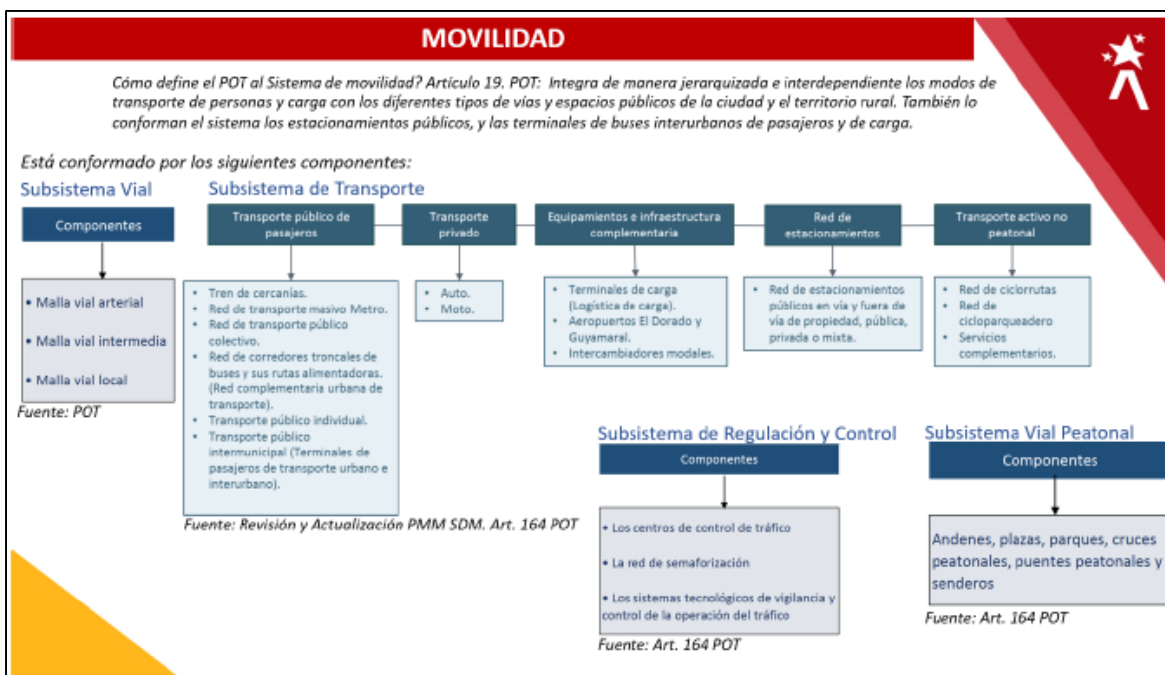 MOVILIDAD
Cómo define el POT al Sistema de movilidad? Artículo 19. POT: Integra de manera jerarquizada e interdependiente los modos de
transporte de personas y carga con los diferentes tipos de vías y espacios públicos de la ciudad y el territorio rural. También lo
conforman el sistema los estacionamientos públicos, y las terminales de buses interurbanos de pasajeros y de carga.
Está conformado por los siguientes componentes:
Subsistema Vial
Componentes
• Malla vial arterial
• Malla vial intermedia
• Malla vial local
Fuente: POT
Subsistema de Transporte
Transporte público de
pasajeros
• Tren de cercanías.
• Red de transporte masivo Metro.
• Red de transporte público
colectivo.
• Red de corredores troncales de
buses y sus rutas alimentadoras.
(Red complementaria urbana de
transporte).
• Transporte público individual.
• Transporte público
intermunicipal (Terminales de
pasajeros de transporte urbano e
interurbano).
Transporte
privado
• Auto.
• Moto.
Equipamientos e infraestructura
complementaria
• Terminales de carga
(Logística de carga).
• Aeropuertos El Dorado y
Guyamaral.
• Intercambiadores modales.
Red de
estacionamientos
• Red de estacionamientos
públicos en vía y fuera de
vía de propiedad, pública,
privada o mixta.
Transporte activo no
peatonal
• Red de ciclorrutas
• Red de
cicloparqueadero
• Servicios
complementarios.
Fuente: Revisión y Actualización PMM SDM. Art. 164 POT
Subsistema de Regulación y Control
Componentes
• Los centros de control de tráfico
• La red de semaforización
• Los sistemas tecnológicos de vigilancia y
control de la operación del tráfico
Fuente: Art. 164 POT
Subsistema Vial Peatonal
Componentes
Andenes, plazas, parques, cruces
peatonales, puentes peatonales y
senderos
Fuente: Art. 164 POT